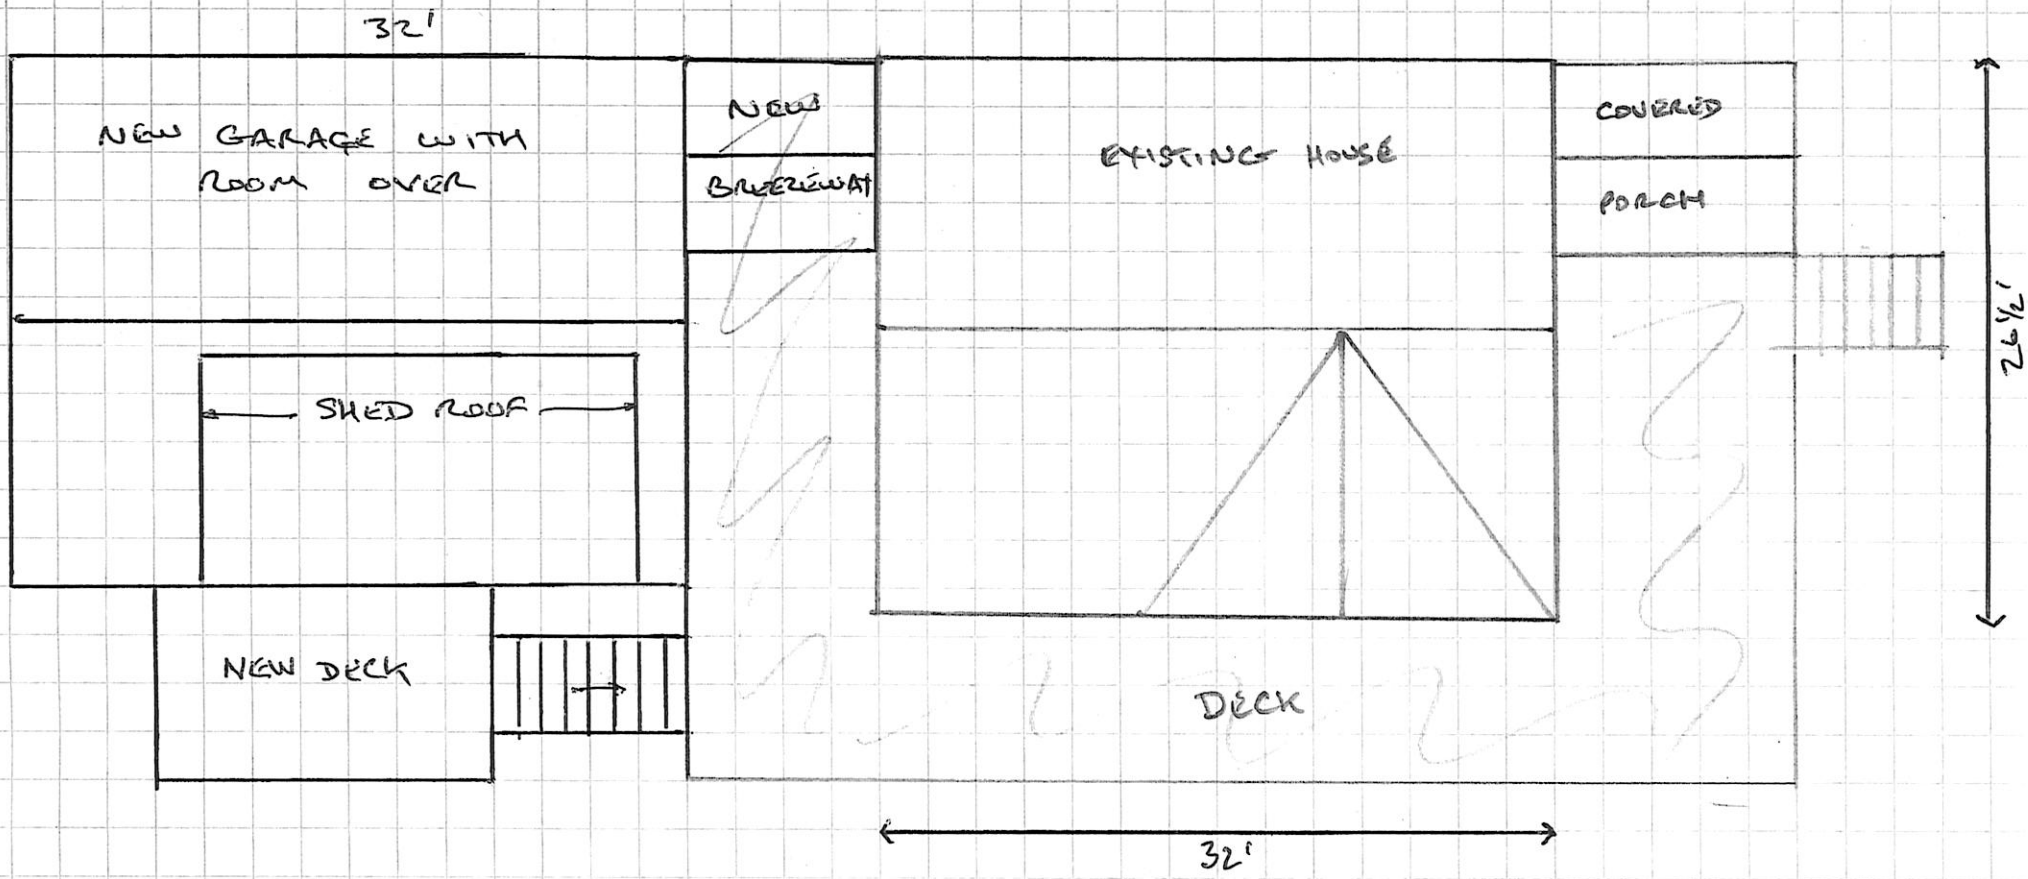 32'
NEW GARAGE WITH
ROOM OVER
NEW
BREEZEWAY
EXISTING HOUSE
COVERED
PORCH
26½'
SHED ROOF
NEW DECK
DECK
32'